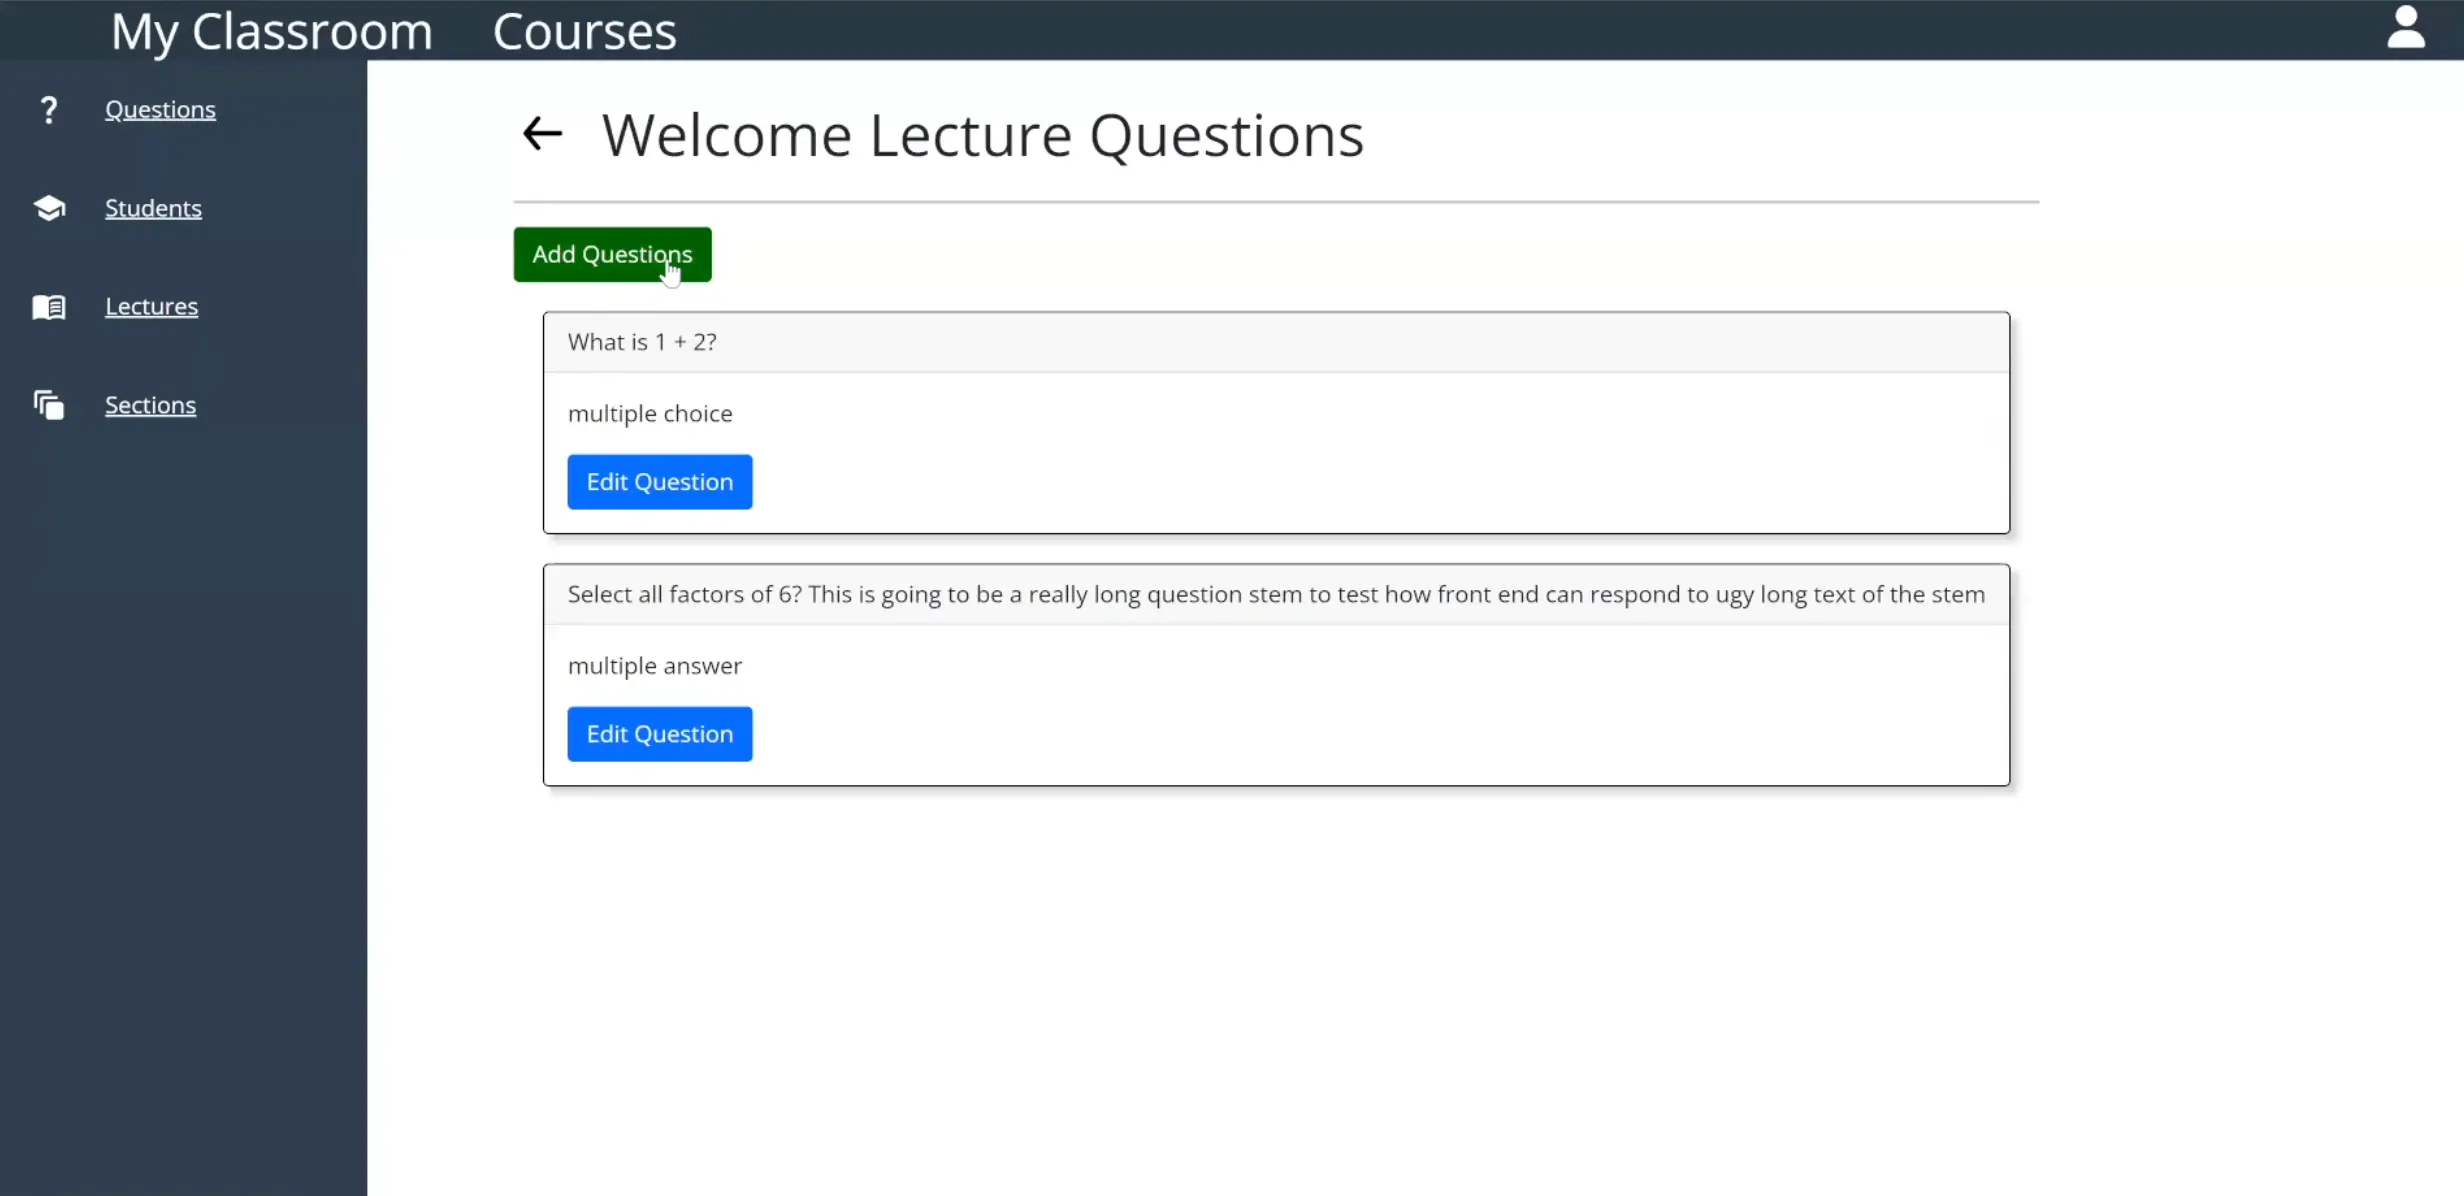 My Classroom Courses
? Questions
Students
Lectures
Sections
Welcome Lecture Questions
Add Questions
What is 1 + 2?
multiple choice
Edit Question
Select all factors of 6? This is going to be a really long question stem to test how front end can respond to ugy long text of the stem
multiple answer
Edit Question